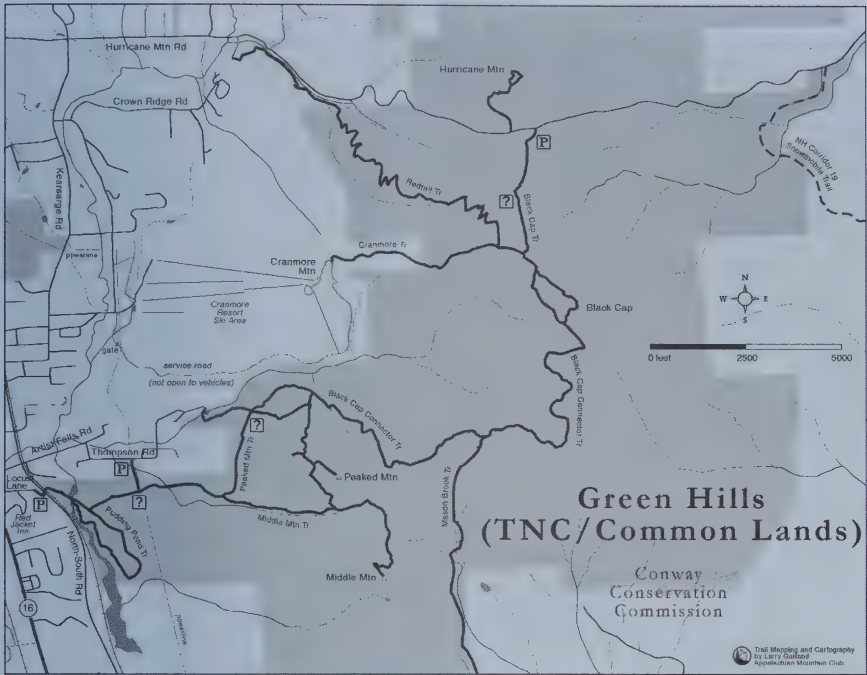 Hurricane Mtn Rd
Hurricane Mtn
Crown Ridge Rd
P
NH Corridor 19
Snowmobile Trail
Kearsarge Rd
Redtail Tr
?
Black Cap Tr
Cranmore Tr
powerline
Cranmore
Mtn
N
W E
S
Cranmore
Resort
Ski Area
Black Cap
gate
0 feet 2500 5000
service road
(not open to vehicles)
Black Cap Connector Tr
Black Cap Connector Tr
?
Artist Falls Rd
Thompson Rd
Peaked Mtn Tr
P
Peaked Mtn
Mason Brook Tr
Locust
Lane
P
?
Green Hills
(TNC/Common Lands)
Red
Jacket
Inn
Pudding Pond Tr
Middle Mtn Tr
North-South Rd
Middle Mtn
Conway
Conservation
Commission
16
powerline
Trail Mapping and Cartography
by Larry Garland
Appalachian Mountain Club